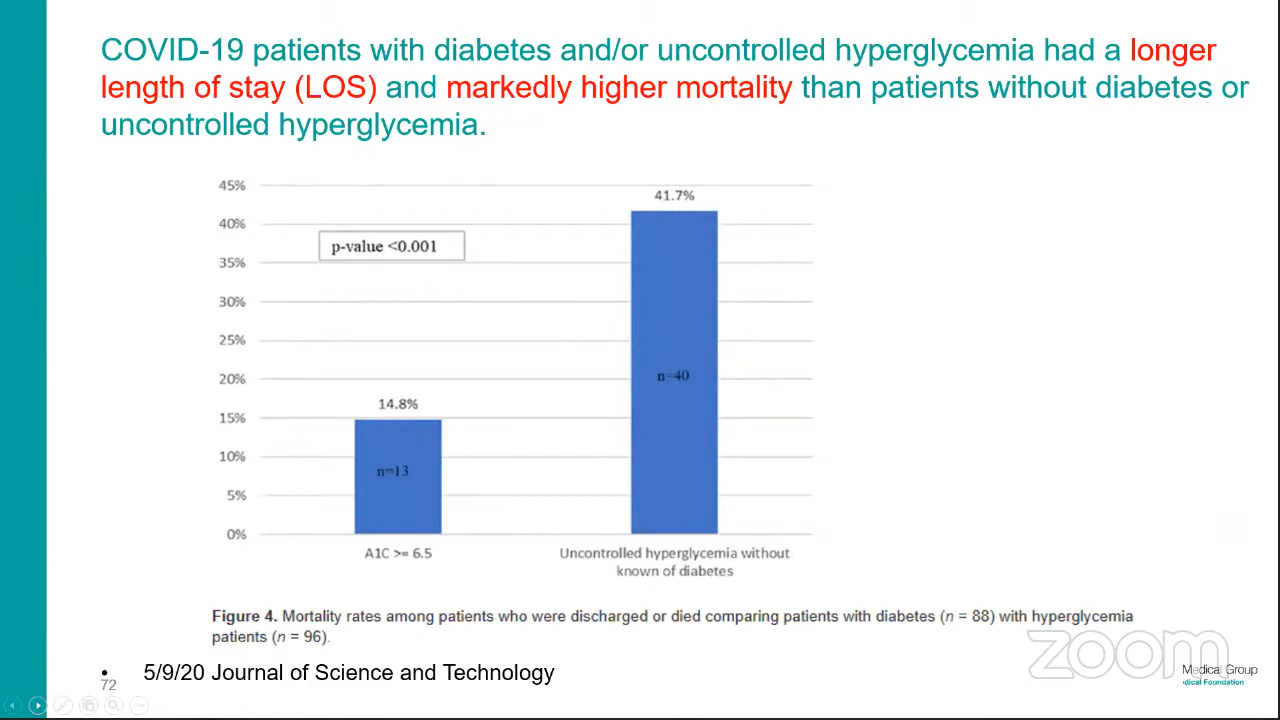 COVID-19 patients with diabetes and/or uncontrolled hyperglycemia had a longer
length of stay (LOS) and markedly higher mortality than patients without diabetes or
uncontrolled hyperglycemia.
45%
41.7%
40%
p-value <0.001
35%
30%
25%
20%
n=40
14.8%
15%
10%
n=13
5%
0%
A1C >= 6.5
Uncontrolled hyperglycemia without
known of diabetes
Figure 4. Mortality rates among patients who were discharged or died comparing patients with diabetes (n = 88) with hyperglycemia
patients (n = 96).
zoom
• 5/9/20 Journal of Science and Technology
Medical Group
dical Foundation
72